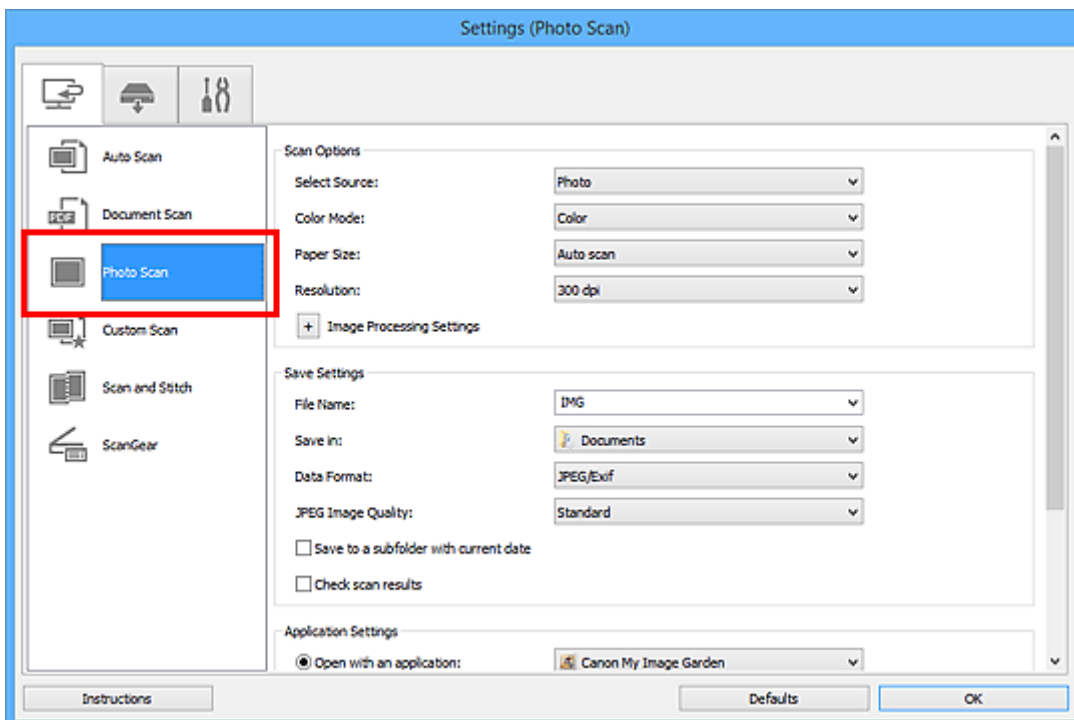 Settings (Photo Scan)
Auto Scan
PDF
Document Scan
Photo Scan
Custom Scan
Scan and Stitch
ScanGear
Scan Options
Select Source: Photo
Color Mode: Color
Paper Size: Auto scan
Resolution: 300 dpi
+ Image Processing Settings
Save Settings
File Name: IMG
Save in: Documents
Data Format: JPEG/Exif
JPEG Image Quality: Standard
Save to a subfolder with current date
Check scan results
Application Settings
Open with an application: Canon My Image Garden
Instructions Defaults OK